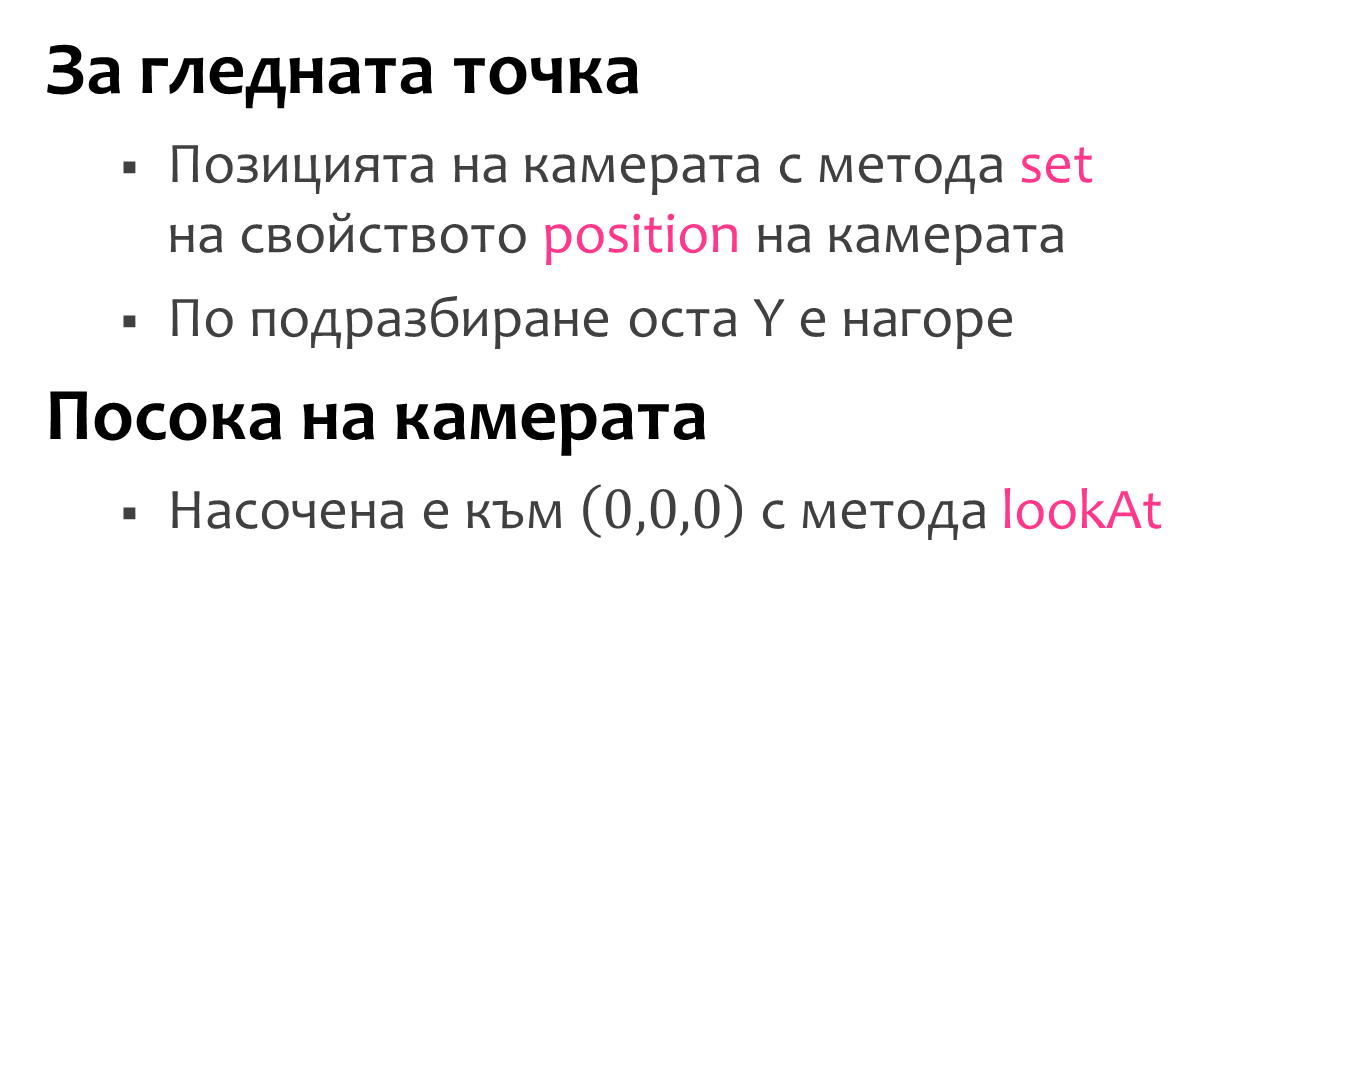 За гледната точка
▪ Позицията на камерата с метода set
на свойството position на камерата
▪ По подразбиране оста Y е нагоре
Посока на камерата
▪ Насочена е към (0,0,0) с метода lookAt